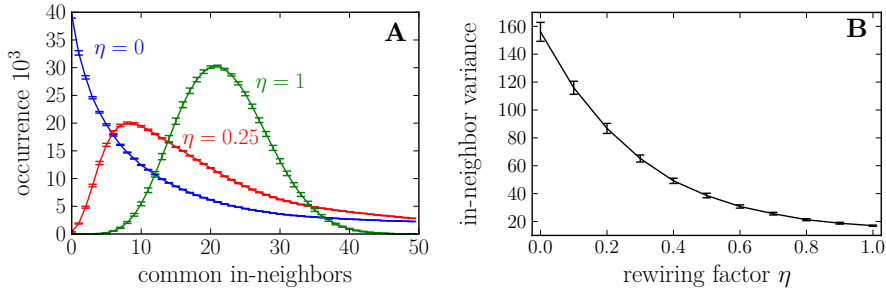 A
occurrence 10³
40
35
30
25
20
15
10
5
0
η = 0
η = 1
η = 0.25
0 10 20 30 40 50
common in-neighbors
B
in-neighbor variance
160
140
120
100
80
60
40
20
0.0 0.2 0.4 0.6 0.8 1.0
rewiring factor η